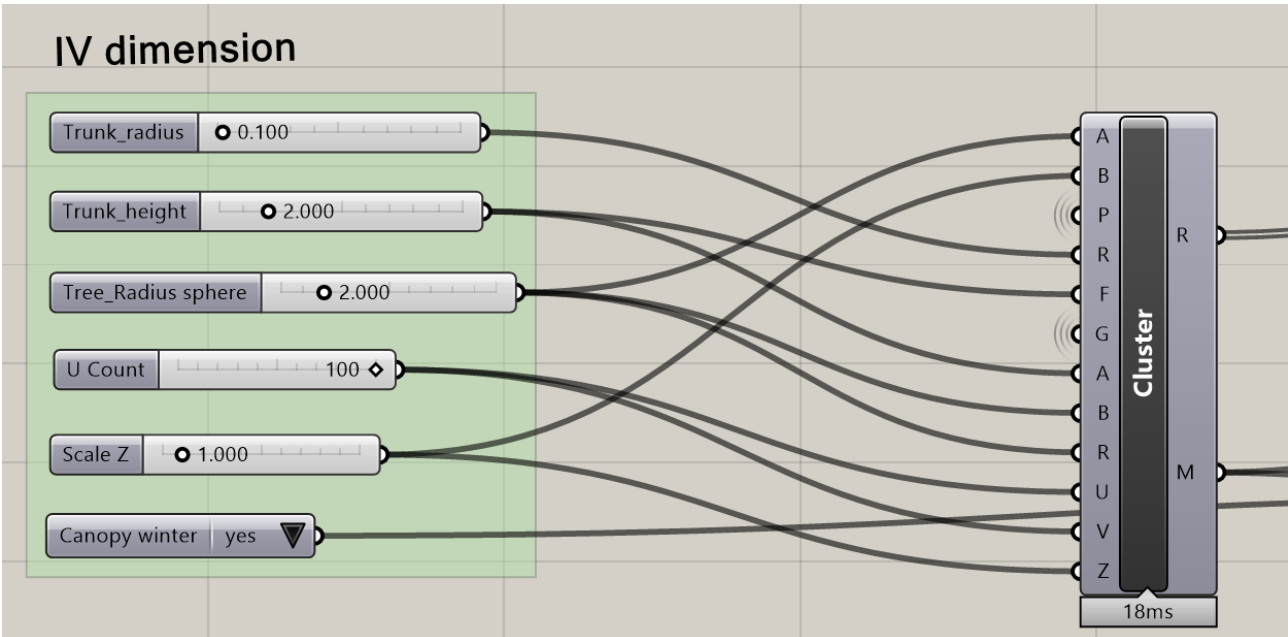 IV dimension
Trunk_radius 0.100
Trunk_height 2.000
Tree_Radius sphere 2.000
U Count 100
Scale Z 1.000
Canopy winter yes
A
B
P
R
F
G
A
B
R
U
V
Z
Cluster
R
M
18ms